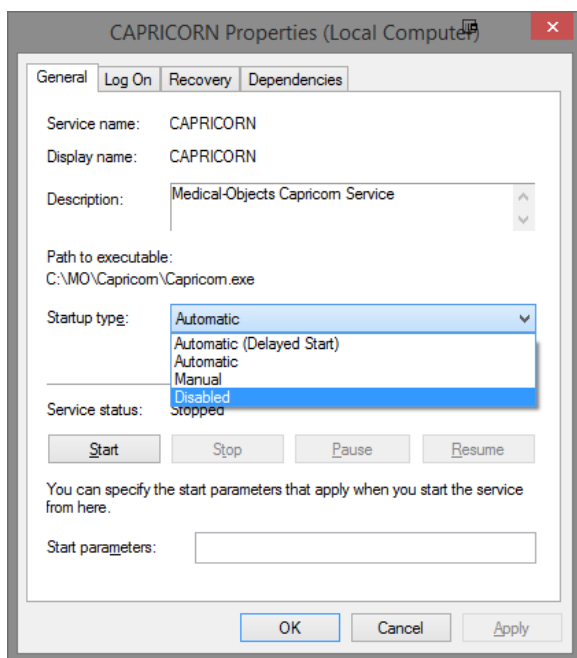 CAPRICORN Properties (Local Computer)
General Log On Recovery Dependencies
Service name: CAPRICORN
Display name: CAPRICORN
Description: Medical-Objects Capricorn Service
Path to executable:
C:\MO\Capricorn\Capricorn.exe
Startup type: Automatic
Automatic (Delayed Start)
Automatic
Manual
Disabled
Service status: Stopped
Start Stop Pause Resume
You can specify the start parameters that apply when you start the service
from here.
Start parameters:
OK Cancel Apply